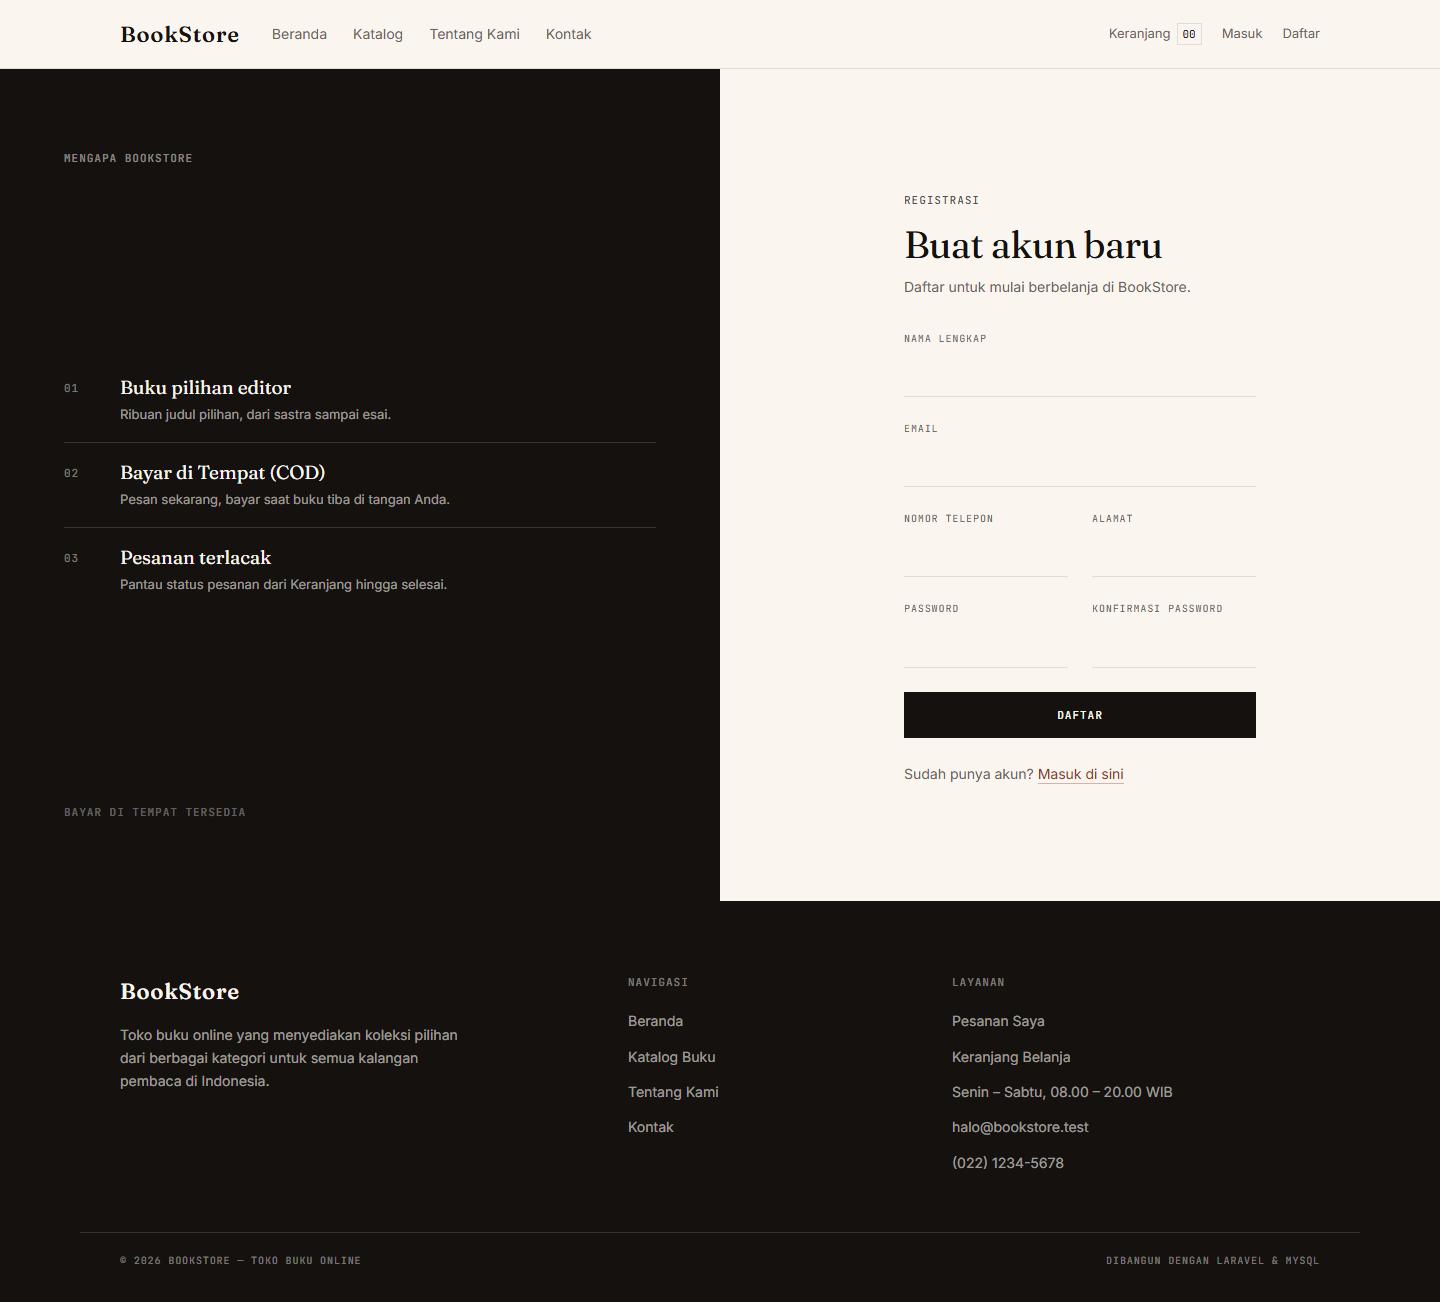 BookStore
Beranda
Katalog
Tentang Kami
Kontak
Keranjang 00
Masuk
Daftar
MENGAPA BOOKSTORE
01
Buku pilihan editor
Ribuan judul pilihan, dari sastra sampai esai.
02
Bayar di Tempat (COD)
Pesan sekarang, bayar saat buku tiba di tangan Anda.
03
Pesanan terlacak
Pantau status pesanan dari Keranjang hingga selesai.
BAYAR DI TEMPAT TERSEDIA
REGISTRASI
Buat akun baru
Daftar untuk mulai berbelanja di BookStore.
NAMA LENGKAP
EMAIL
NOMOR TELEPON
ALAMAT
PASSWORD
KONFIRMASI PASSWORD
DAFTAR
Sudah punya akun? Masuk di sini
BookStore
Toko buku online yang menyediakan koleksi pilihan
dari berbagai kategori untuk semua kalangan
pembaca di Indonesia.
NAVIGASI
Beranda
Katalog Buku
Tentang Kami
Kontak
LAYANAN
Pesanan Saya
Keranjang Belanja
Senin – Sabtu, 08.00 – 20.00 WIB
halo@bookstore.test
(022) 1234-5678
© 2026 BOOKSTORE — TOKO BUKU ONLINE
DIBANGUN DENGAN LARAVEL & MYSQL